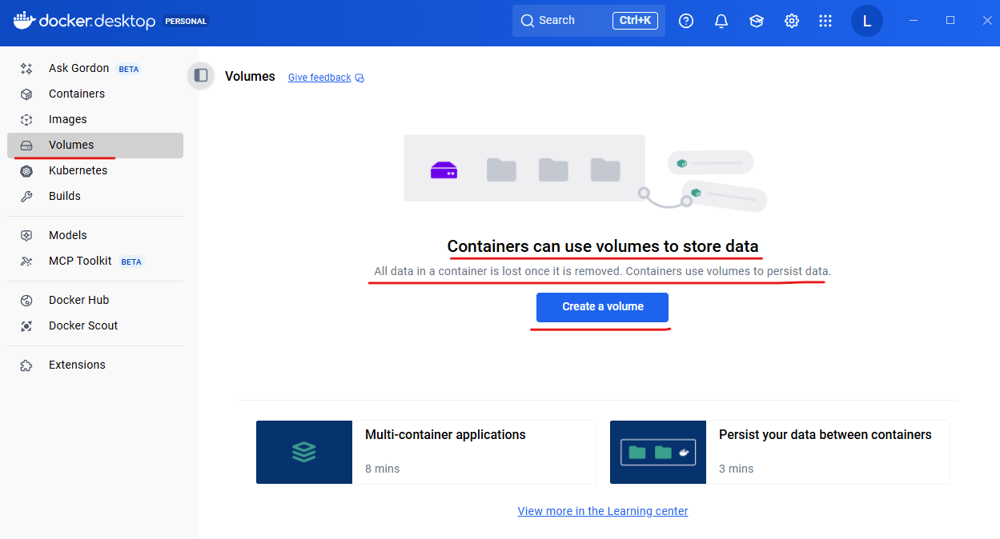 docker.desktop PERSONAL
Search Ctrl+K
L
Ask Gordon BETA
Containers
Images
Volumes
Kubernetes
Builds
Models
MCP Toolkit BETA
Docker Hub
Docker Scout
Extensions
Volumes Give feedback
Containers can use volumes to store data
All data in a container is lost once it is removed. Containers use volumes to persist data.
Create a volume
Multi-container applications
8 mins
Persist your data between containers
3 mins
View more in the Learning center